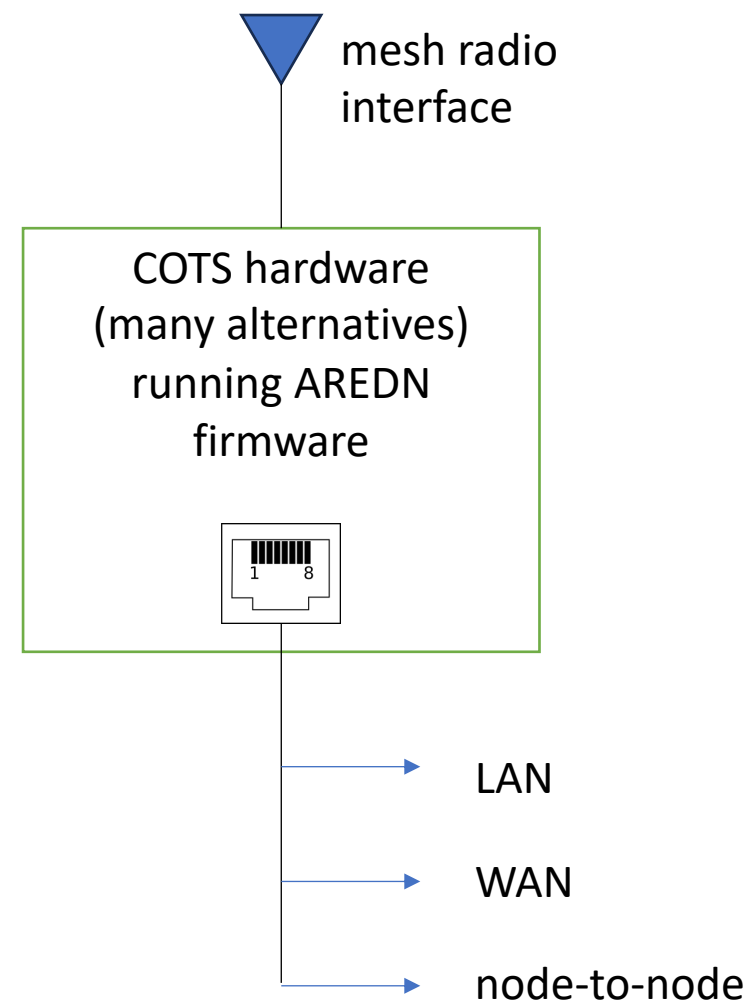 mesh radio
interface
COTS hardware
(many alternatives)
running AREDN
firmware
1 8
LAN
WAN
node-to-node